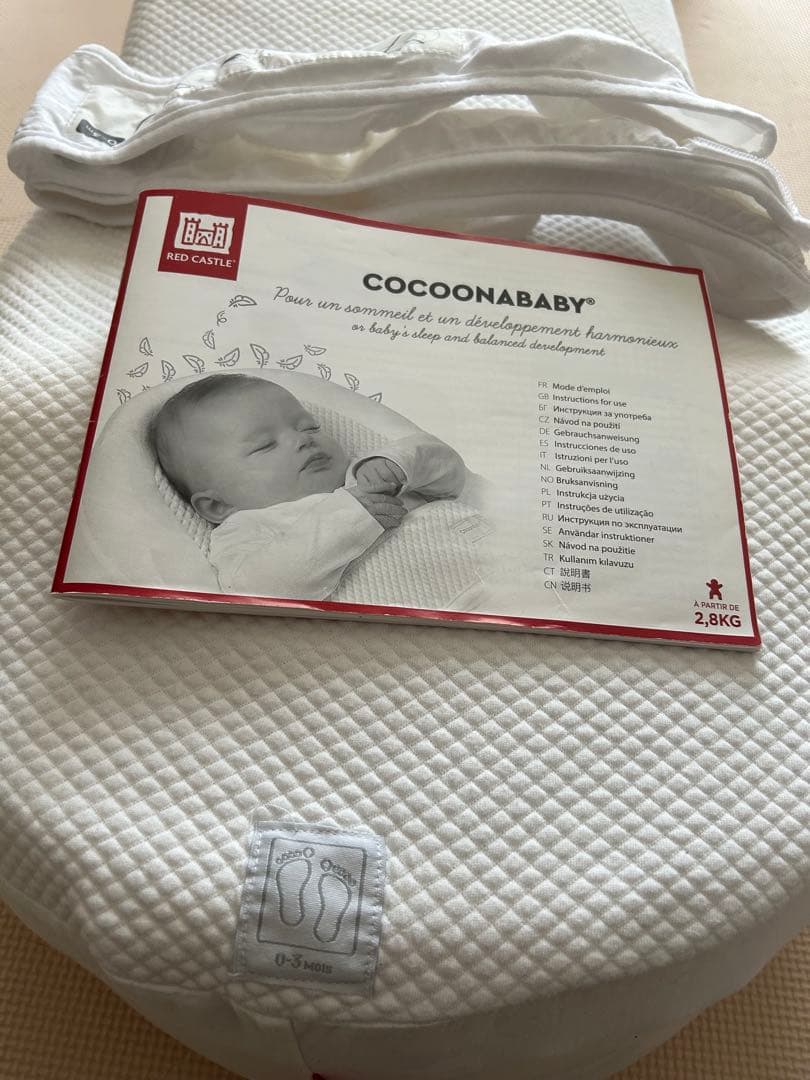 RED CASTLE®
COCOONABABY®
Pour un sommeil et un développement harmonieux
or baby's sleep and balanced development
FR Mode d'emploi
GB Instructions for use
БГ Инструкция за употреба
CZ Návod na použití
DE Gebrauchsanweisung
ES Instrucciones de uso
IT Istruzioni per l'uso
NL Gebruiksaanwijzing
NO Bruksanvisning
PL Instrukcja użycia
PT Instruções de utilização
RU Инструкция по эксплуатации
SE Användar instruktioner
SK Návod na použitie
TR Kullanım kılavuzu
CT 說明書
CN 说明书
À PARTIR DE
2,8KG
0-3 MOIS